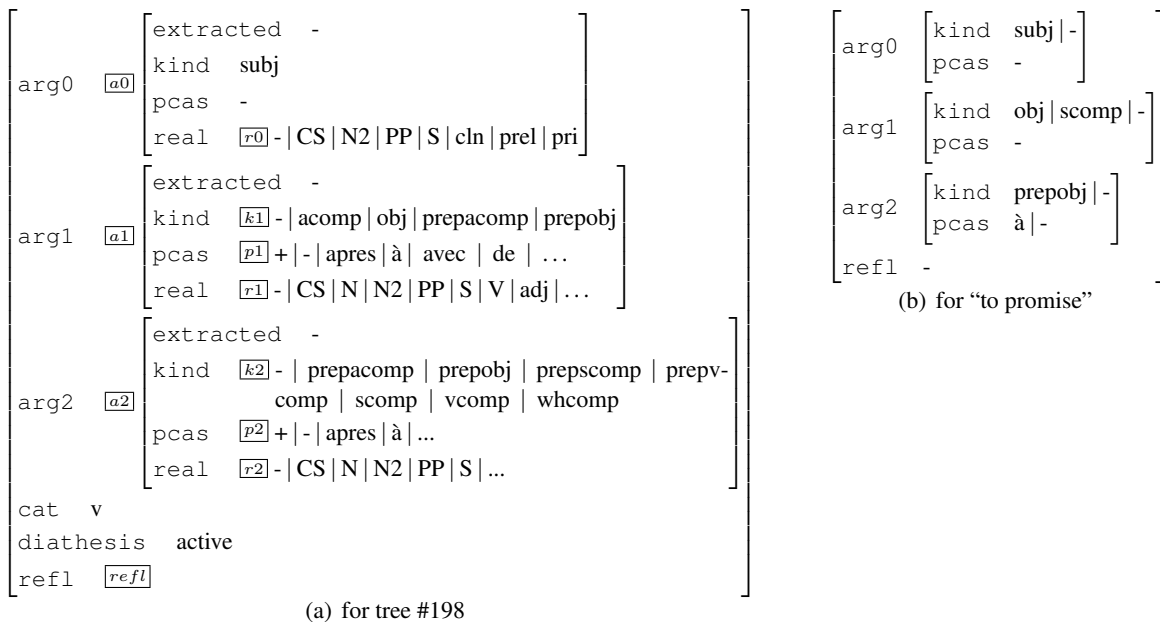 extracted -
kind subj
arg0 a0
pcas -
real r0 - | CS | N2 | PP | S | cln | prel | pri
extracted -
kind k1 - | acomp | obj | prepacomp | prepobj
arg1 a1
pcas p1 + | - | apres | à | avec | de | ...
real r1 - | CS | N | N2 | PP | S | V | adj | ...
extracted -
kind k2 - | prepacomp | prepobj | prepscomp | prepv-
comp | scomp | vcomp | whcomp
arg2 a2
pcas p2 + | - | apres | à | ...
real r2 - | CS | N | N2 | PP | S | ...
cat v
diathesis active
refl refl
(a) for tree #198
kind subj | -
arg0
pcas -
kind obj | scomp | -
arg1
pcas -
kind prepobj | -
arg2
pcas à | -
refl -
(b) for “to promise”